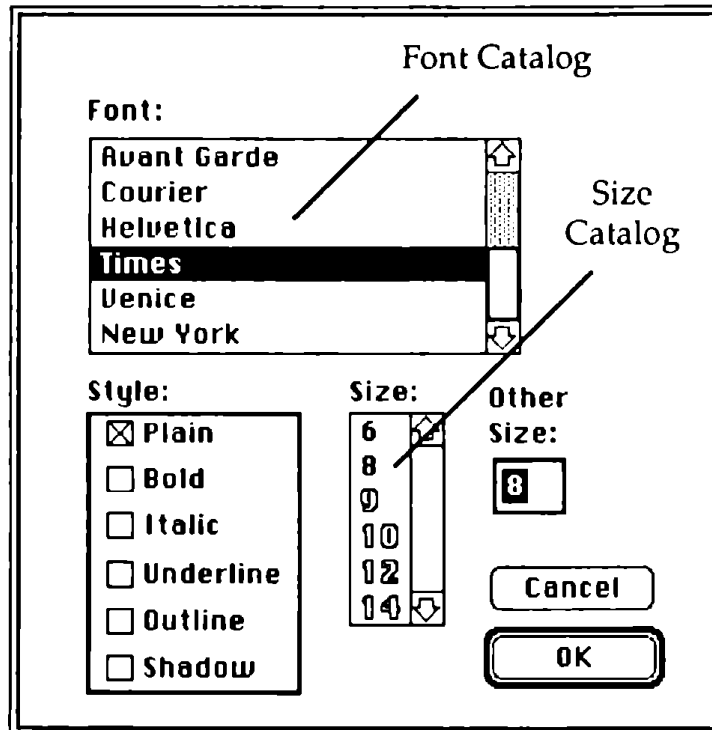 Font Catalog
Font:
Avant Garde
Courier
Helvetica
Times
Venice
New York
Size
Catalog
Style:
Plain
Bold
Italic
Underline
Outline
Shadow
Size:
6
8
9
10
12
14
Other
Size:
8
Cancel
OK